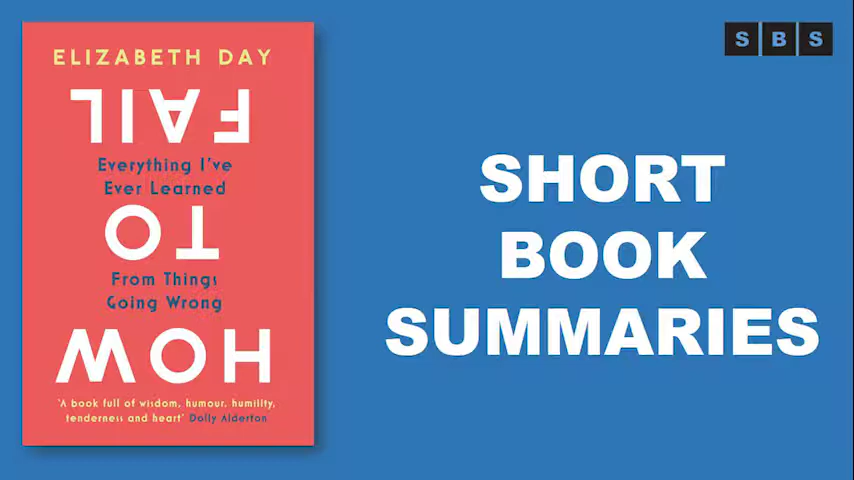 ELIZABETH DAY
FAIL
Everything I've
Ever Learned
TO
From Things
Going Wrong
HOW
'A book full of wisdom, humour, humility,
tenderness and heart' Dolly Alderton
SBS
SHORT
BOOK
SUMMARIES